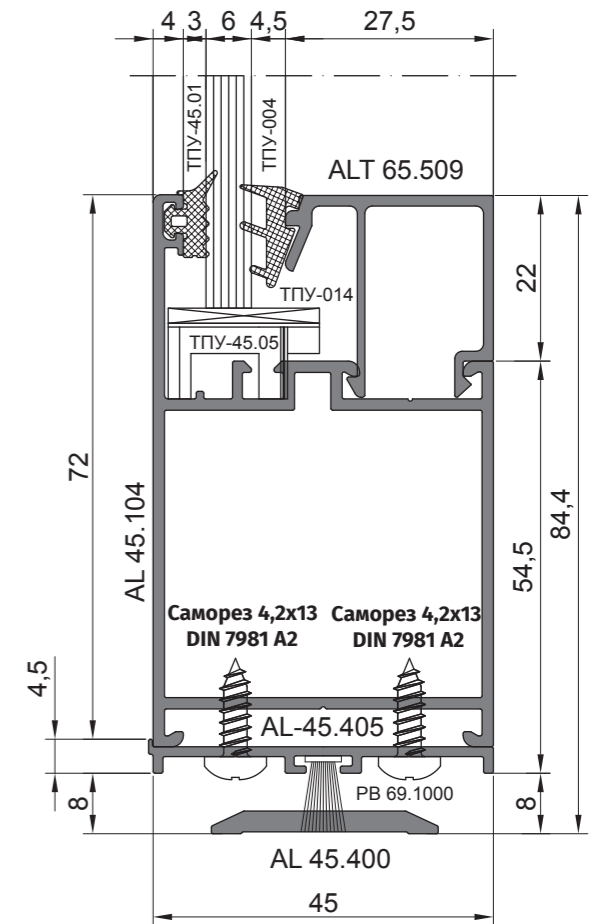 4 3 6 4,5 27,5
ТПУ-45.01
ТПУ-004
ALT 65.509
72
22
ТПУ-014
ТПУ-45.05
AL 45.104
84,4
54,5
Саморез 4,2х13
DIN 7981 A2
Саморез 4,2х13
DIN 7981 A2
4,5
AL-45.405
8
PB 69.1000
8
AL 45.400
45